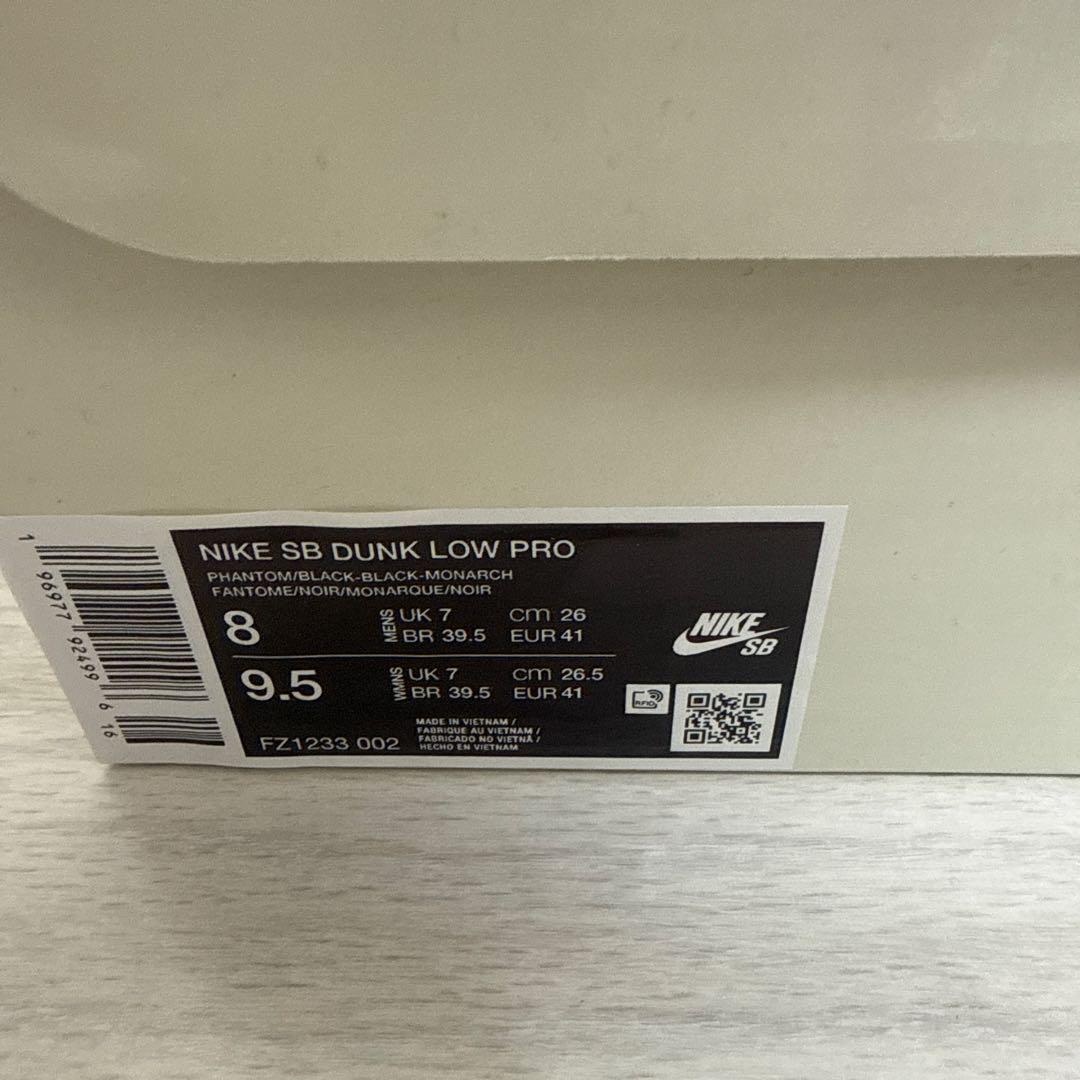 NIKE SB DUNK LOW PRO
PHANTOM/BLACK-BLACK-MONARCH
FANTOME/NOIR/MONARQUE/NOIR
8 MENS UK 7 cm 26
BR 39.5 EUR 41
9.5 WMNS UK 7 cm 26.5
BR 39.5 EUR 41
MADE IN VIETNAM /
FABRIQUE AU VIETNAM /
FABRICADO NO VIETNÃ /
HECHO EN VIETNAM
FZ1233 002
NIKE
SB
RFID
1 96977 92499 6 16